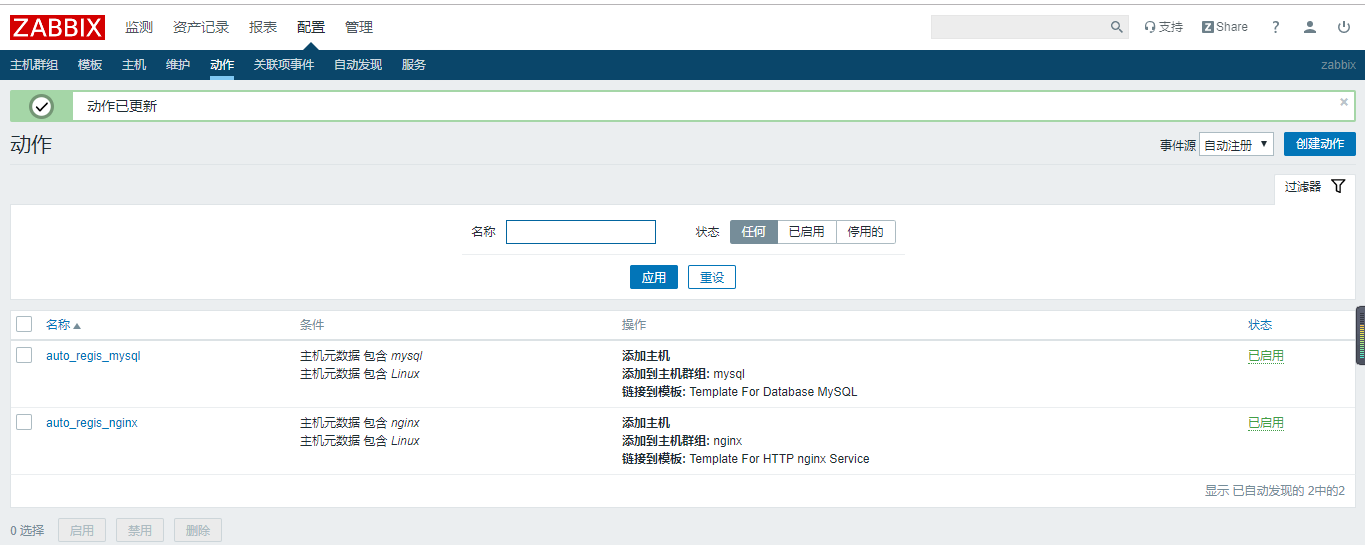 ZABBIX 监测 资产记录 报表 配置 管理 支持 Z Share ?
主机群组 模板 主机 维护 动作 关联项事件 自动发现 服务 zabbix
动作已更新 ×
动作 事件源 自动注册 ▼ 创建动作
过滤器
名称 状态 任何 已启用 停用的
应用 重设
名称 条件 操作 状态
auto_regis_mysql 主机元数据 包含 mysql 添加主机 已启用
主机元数据 包含 Linux 添加到主机群组: mysql
链接到模板: Template For Database MySQL
auto_regis_nginx 主机元数据 包含 nginx 添加主机 已启用
主机元数据 包含 Linux 添加到主机群组: nginx
链接到模板: Template For HTTP nginx Service
显示 已自动发现的 2中的2
0 选择 启用 禁用 删除